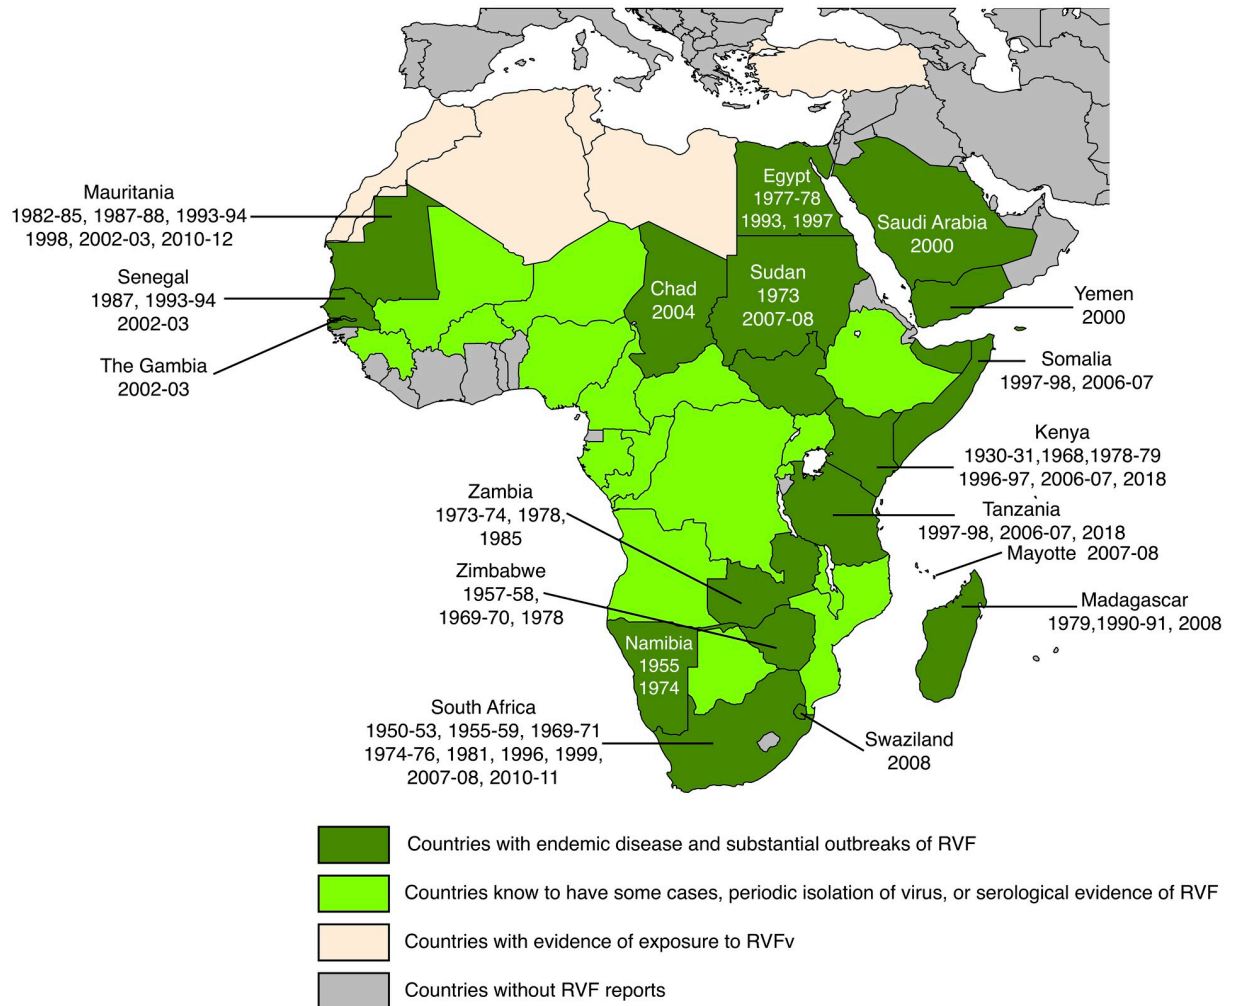 Mauritania
1982-85, 1987-88, 1993-94
1998, 2002-03, 2010-12
Senegal
1987, 1993-94
2002-03
The Gambia
2002-03
Egypt
1977-78
1993, 1997
Saudi Arabia
2000
Chad
2004
Sudan
1973
2007-08
Yemen
2000
Somalia
1997-98, 2006-07
Kenya
1930-31,1968,1978-79
1996-97, 2006-07, 2018
Tanzania
1997-98, 2006-07, 2018
Mayotte 2007-08
Madagascar
1979,1990-91, 2008
Zambia
1973-74, 1978,
1985
Zimbabwe
1957-58,
1969-70, 1978
Namibia
1955
1974
South Africa
1950-53, 1955-59, 1969-71
1974-76, 1981, 1996, 1999,
2007-08, 2010-11
Swaziland
2008
Countries with endemic disease and substantial outbreaks of RVF
Countries know to have some cases, periodic isolation of virus, or serological evidence of RVF
Countries with evidence of exposure to RVFv
Countries without RVF reports